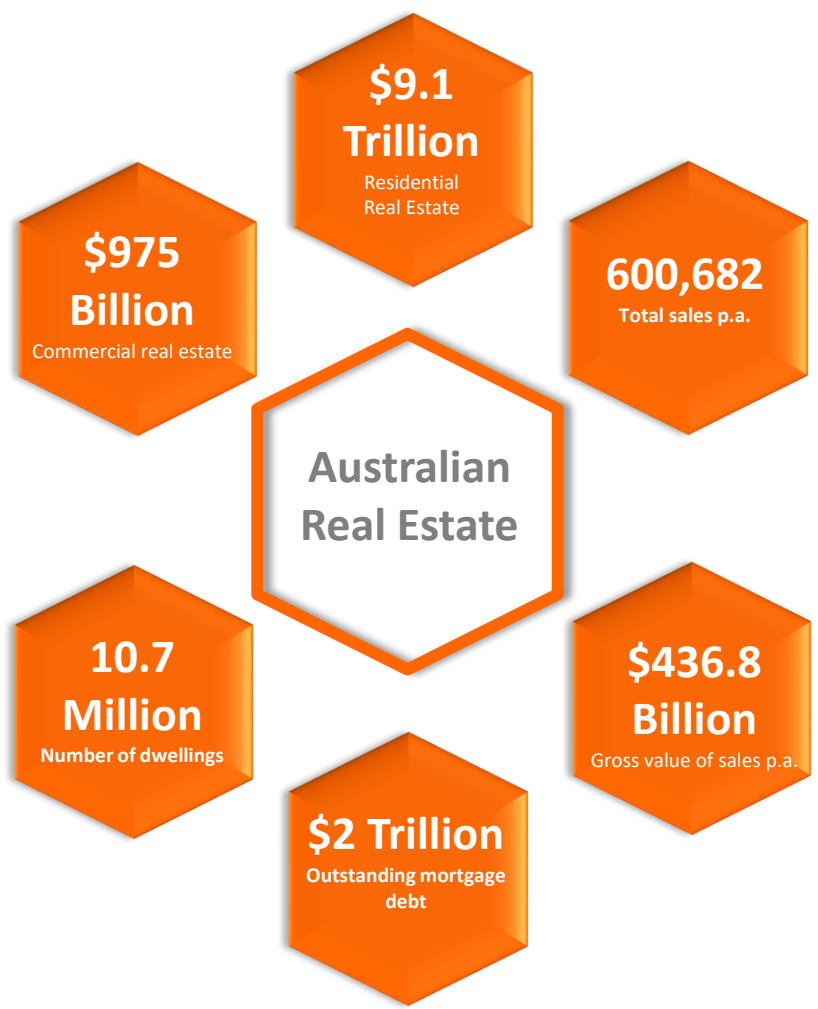 $9.1
Trillion
Residential
Real Estate
$975
Billion
Commercial real estate
600,682
Total sales p.a.
Australian
Real Estate
10.7
Million
Number of dwellings
$436.8
Billion
Gross value of sales p.a.
$2 Trillion
Outstanding mortgage
debt